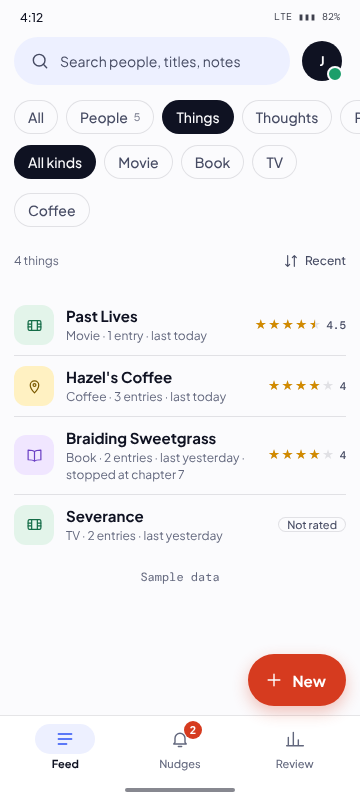 4:12
LTE 82%
Search people, titles, notes
J
All
People 5
Things
Thoughts
All kinds
Movie
Book
TV
Coffee
4 things
Recent
Past Lives
Movie · 1 entry · last today
4.5
Hazel's Coffee
Coffee · 3 entries · last today
4
Braiding Sweetgrass
Book · 2 entries · last yesterday ·
stopped at chapter 7
4
Severance
TV · 2 entries · last yesterday
Not rated
Sample data
New
Feed
2
Nudges
Review